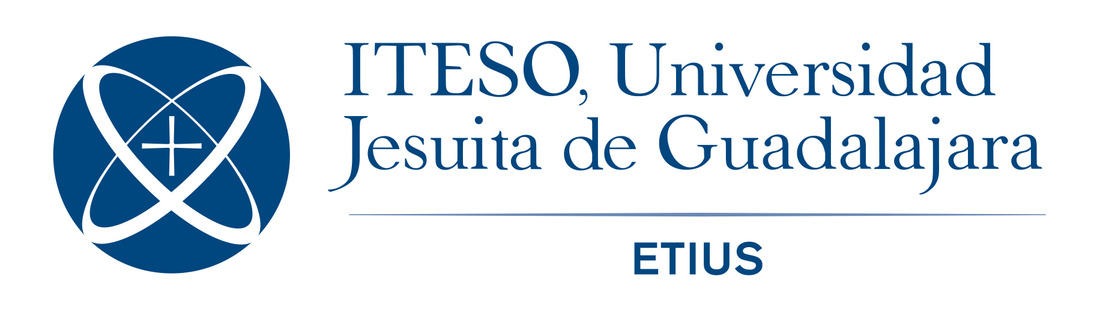 ITESO, Universidad
Jesuita de Guadalajara
ETIUS